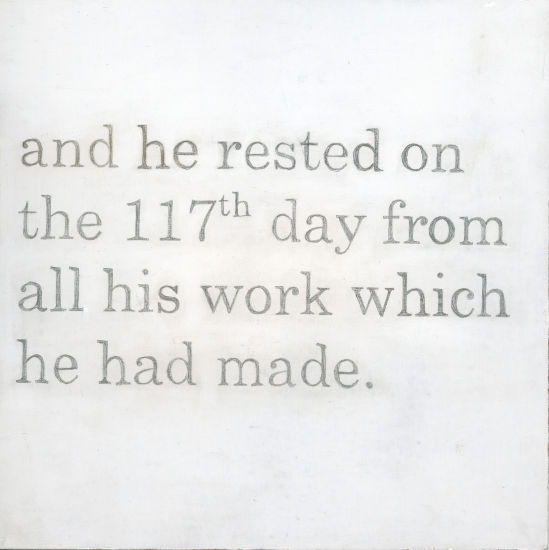 and he rested on
the 117th day from
all his work which
he had made.